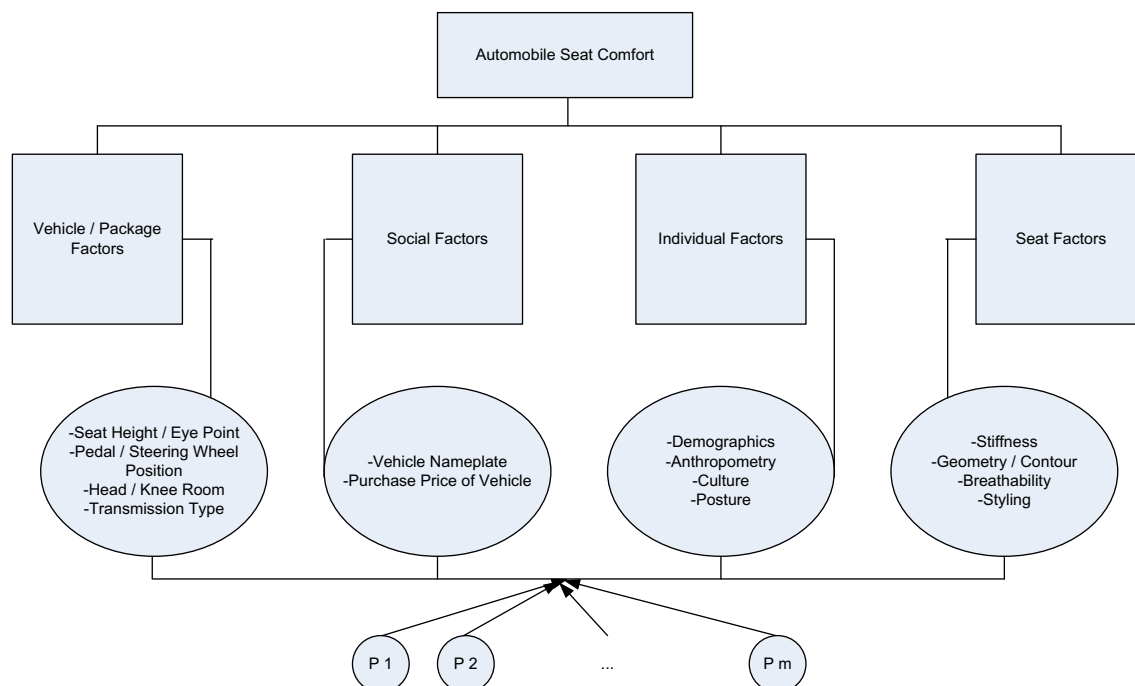 Automobile Seat Comfort
Vehicle / Package
Factors
Social Factors
Individual Factors
Seat Factors
-Seat Height / Eye Point
-Pedal / Steering Wheel
Position
-Head / Knee Room
-Transmission Type
-Vehicle Nameplate
-Purchase Price of Vehicle
-Demographics
-Anthropometry
-Culture
-Posture
-Stiffness
-Geometry / Contour
-Breathability
-Styling
P 1
P 2
...
P m